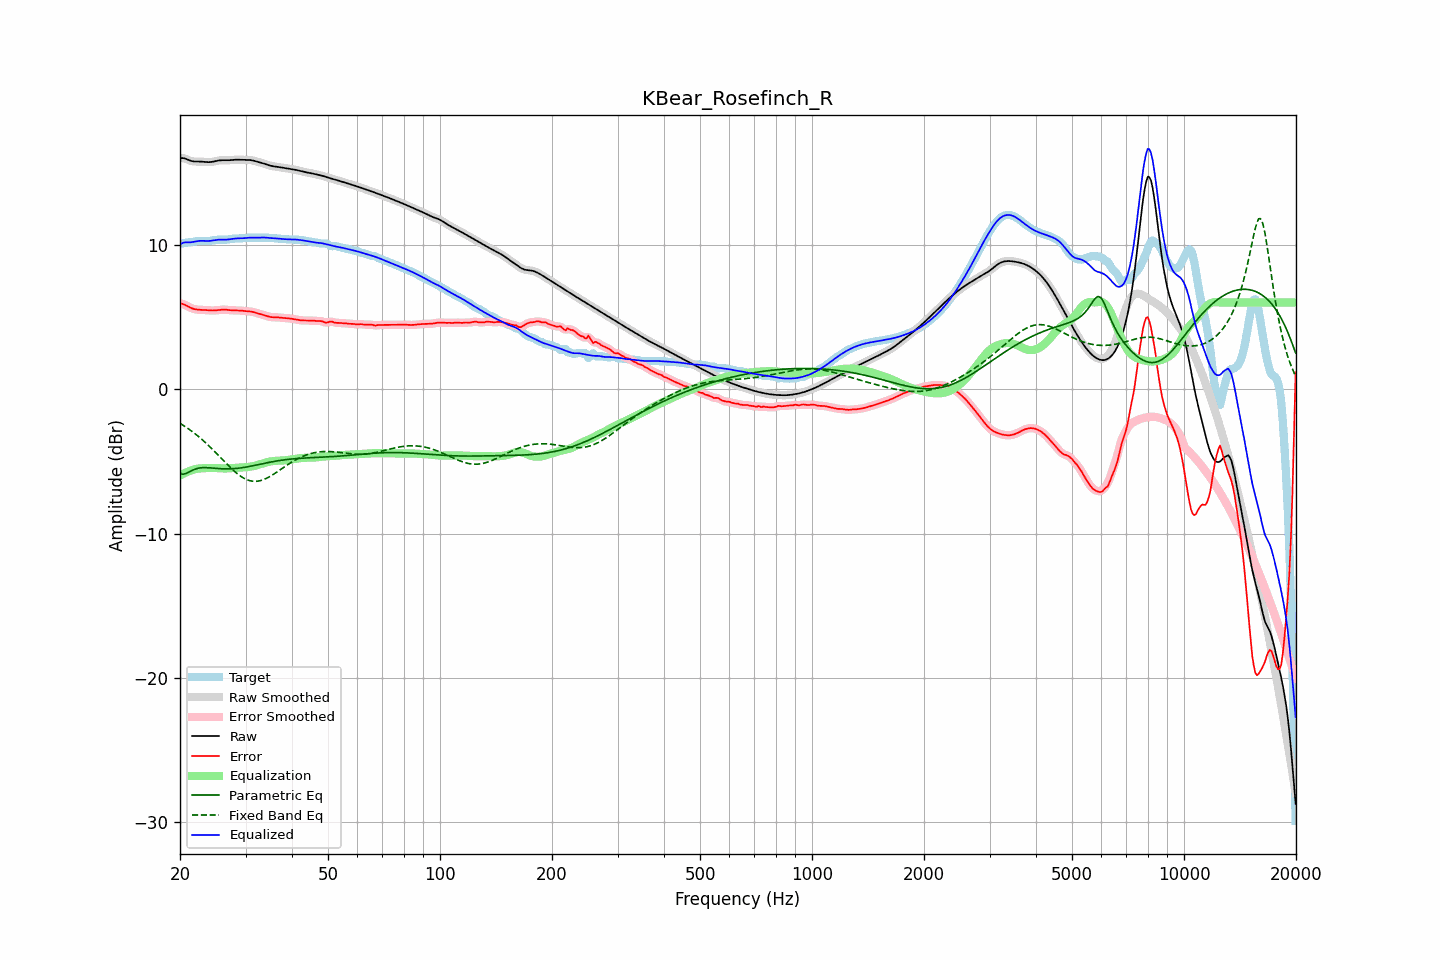 KBear_Rosefinch_R
Amplitude (dBr)
10
0
−10
−20
−30
Target
Raw Smoothed
Error Smoothed
Raw
Error
Equalization
Parametric Eq
Fixed Band Eq
Equalized
20 50 100 200 500 1000 2000 5000 10000 20000
Frequency (Hz)